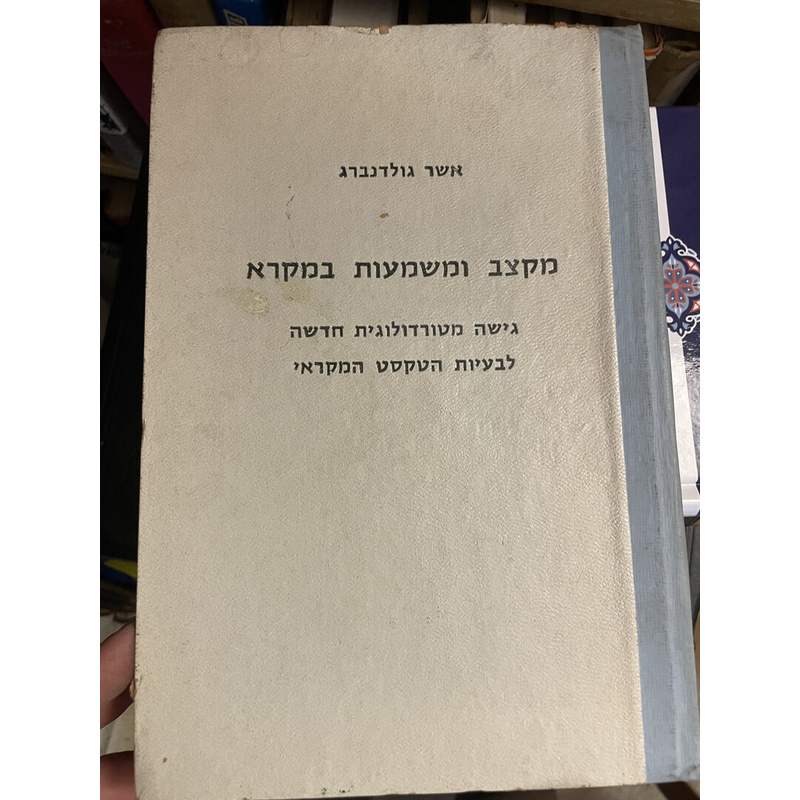 אשר גולדנברג
מקצב ומשמעות במקרא
גישה מטורדולוגית חדשה
לבעיות הטקסט המקראי